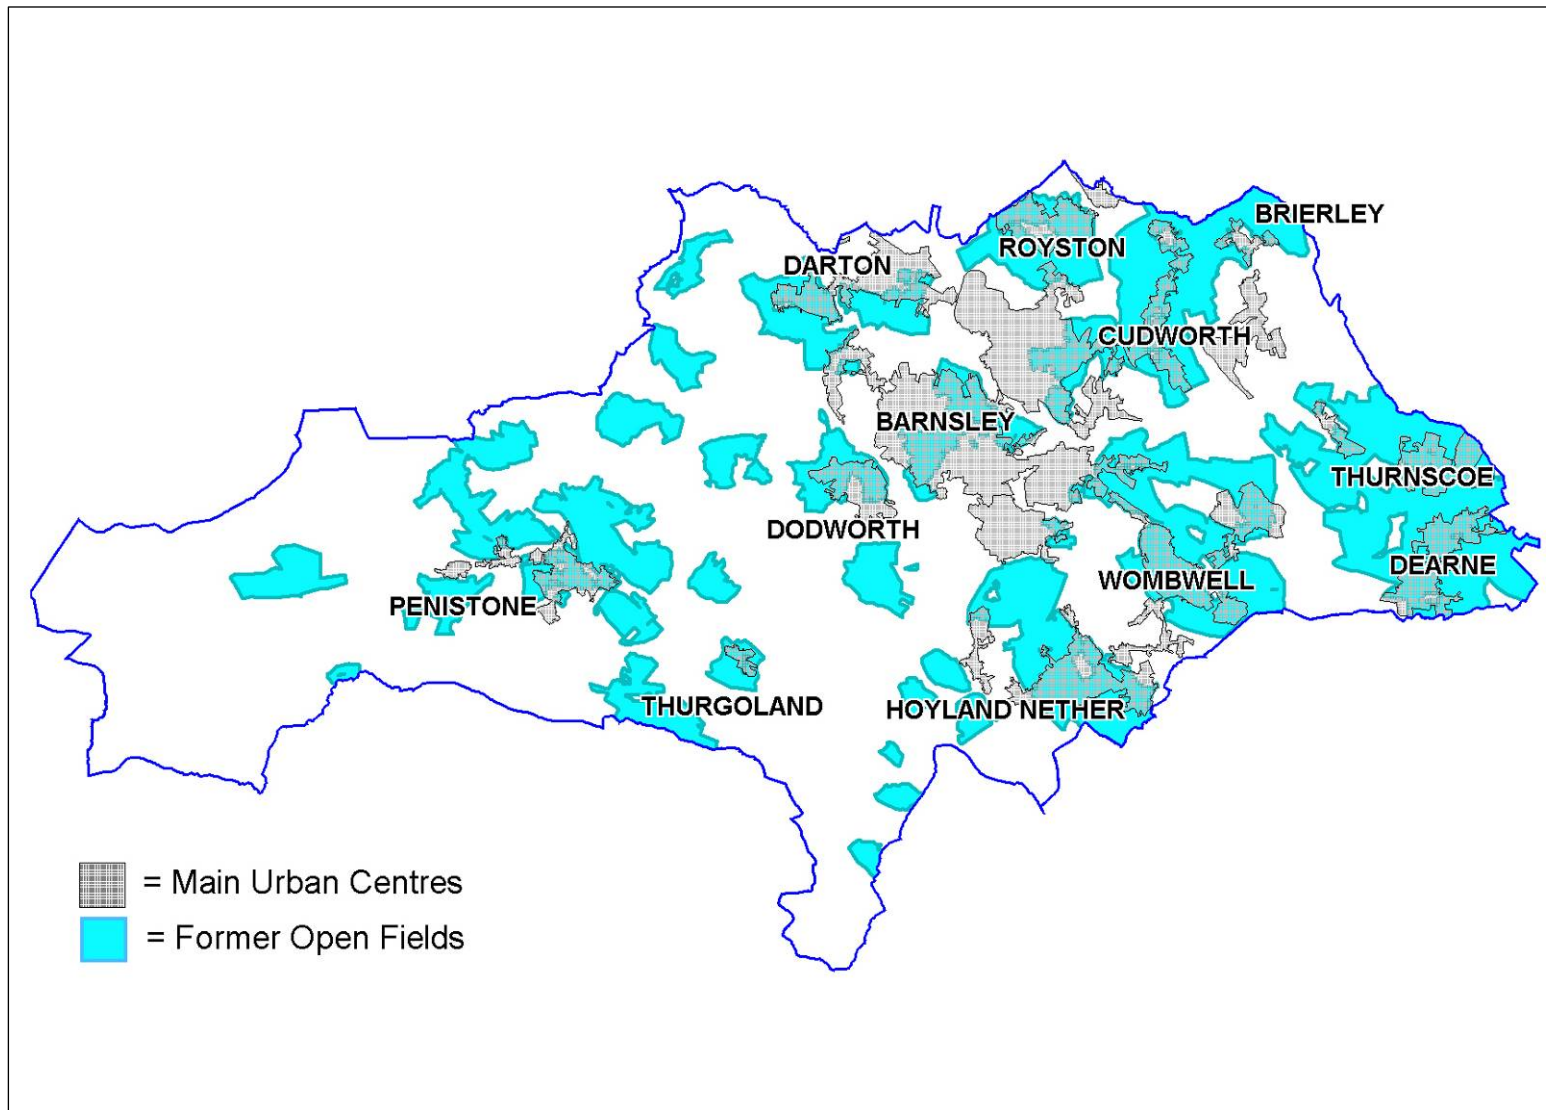 BRIERLEY
ROYSTON
DARTON
CUDWORTH
BARNSLEY
THURNSCOE
DODWORTH
DEARNE
WOMBWELL
PENISTONE
THURGOLAND
HOYLAND NETHER
= Main Urban Centres
= Former Open Fields